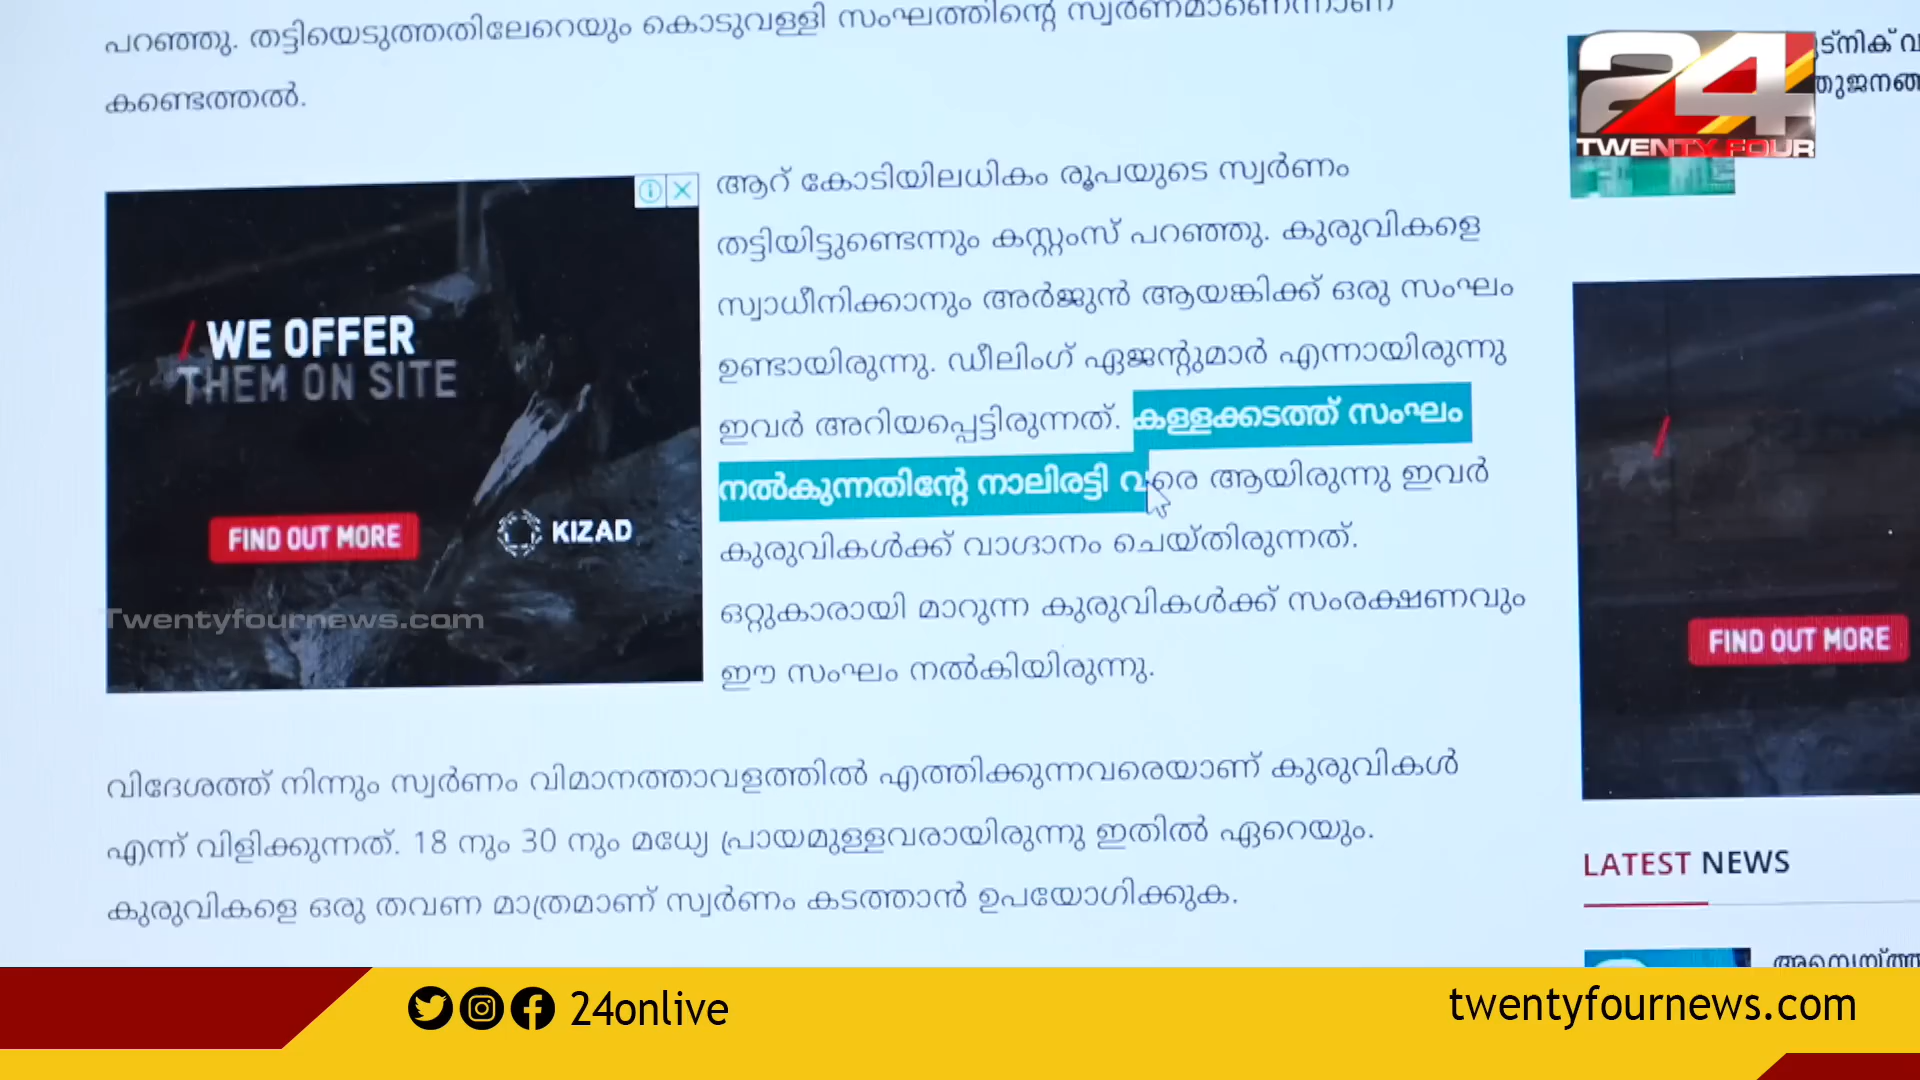 പറഞ്ഞു. തട്ടിയെടുത്തതിലേറെയും കൊടുവള്ളി സംഘത്തിന്റെ സ്വർണമാണെന്നാണ്
കണ്ടെത്തൽ.
ആറ് കോടിയിലധികം രൂപയുടെ സ്വർണം
തട്ടിയിട്ടുണ്ടെന്നും കസ്റ്റംസ് പറഞ്ഞു. കുരുവികളെ
സ്വാധീനിക്കാനും അർജുൻ ആയങ്കിക്ക് ഒരു സംഘം
ഉണ്ടായിരുന്നു. ഡീലിംഗ് ഏജന്റുമാർ എന്നായിരുന്നു
ഇവർ അറിയപ്പെട്ടിരുന്നത്. കള്ളക്കടത്ത് സംഘം
നൽകുന്നതിന്റേ നാലിരട്ടി വരെ ആയിരുന്നു ഇവർ
കുരുവികൾക്ക് വാഗ്ദാനം ചെയ്തിരുന്നത്.
ഒറ്റുകാരായി മാറുന്ന കുരുവികൾക്ക് സംരക്ഷണവും
ഈ സംഘം നൽകിയിരുന്നു.
വിദേശത്ത് നിന്നും സ്വർണം വിമാനത്താവളത്തിൽ എത്തിക്കുന്നവരെയാണ് കുരുവികൾ
എന്ന് വിളിക്കുന്നത്. 18 നും 30 നും മധ്യേ പ്രായമുള്ളവരായിരുന്നു ഇതിൽ ഏറെയും.
കുരുവികളെ ഒരു തവണ മാത്രമാണ് സ്വർണം കടത്താൻ ഉപയോഗിക്കുക.
/ WE OFFER
THEM ON SITE
FIND OUT MORE
KIZAD
Twentyfournews.com
24
TWENTY FOUR
FIND OUT MORE
LATEST NEWS
24onlive
twentyfournews.com